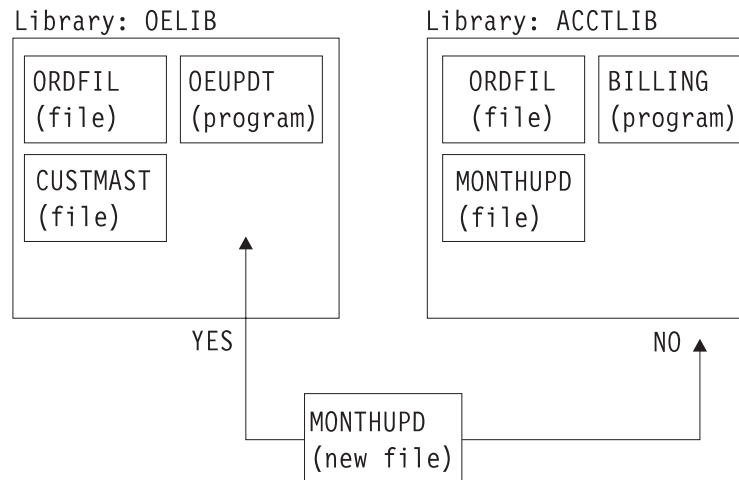 Library: OELIB
ORDFIL
(file)
OEUPDT
(program)
CUSTMAST
(file)
Library: ACCTLIB
ORDFIL
(file)
BILLING
(program)
MONTHUPD
(file)
YES
NO
MONTHUPD
(new file)